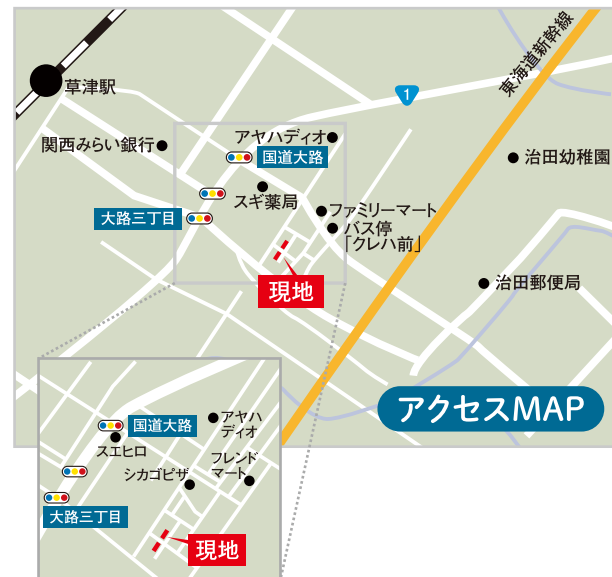 東海道新幹線
草津駅
1
アヤハディオ
関西みらい銀行
国道大路
治田幼稚園
スギ薬局
大路三丁目
ファミリーマート
バス停
「クレハ前」
現地
治田郵便局
アクセスMAP
国道大路
アヤハ
ディオ
スエヒロ
シカゴピザ
フレンド
マート
大路三丁目
現地